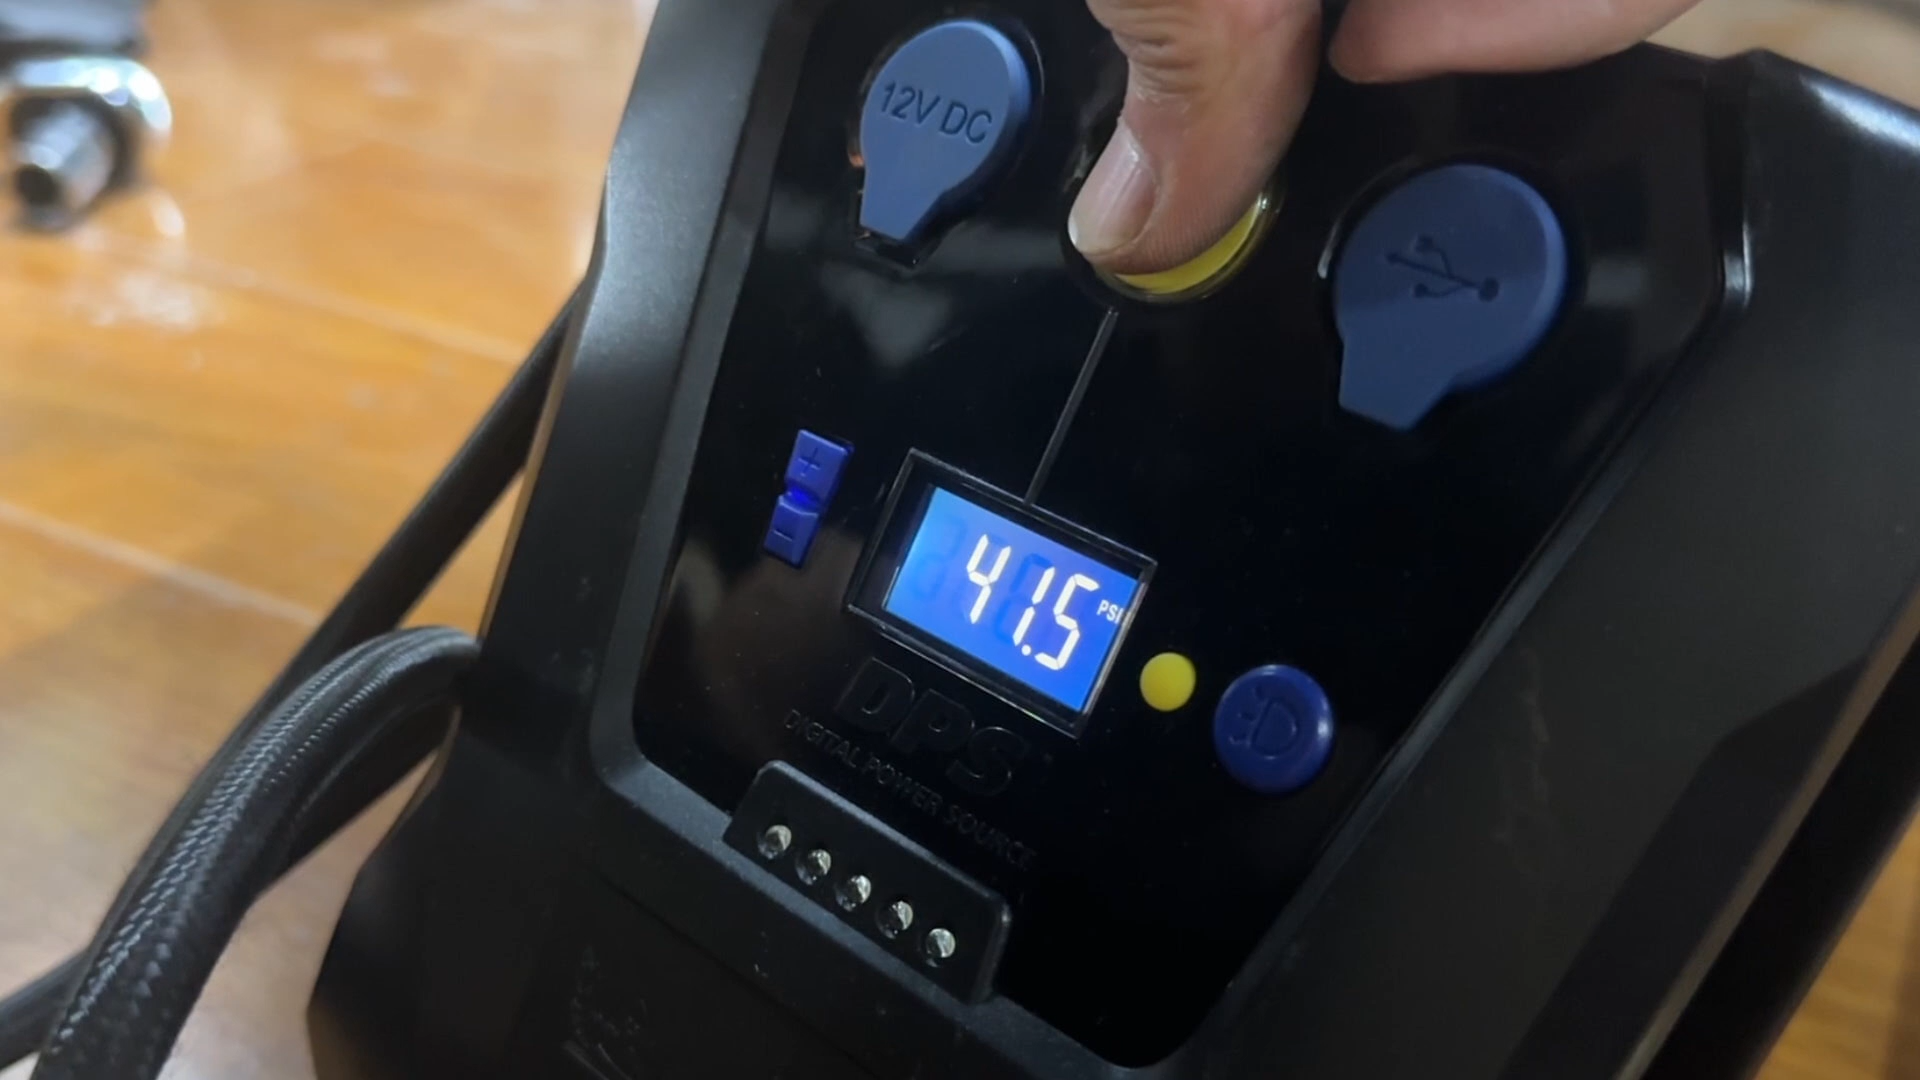 12V DC
+
-
41.5 PSI
DPS
DIGITAL POWER SOURCE